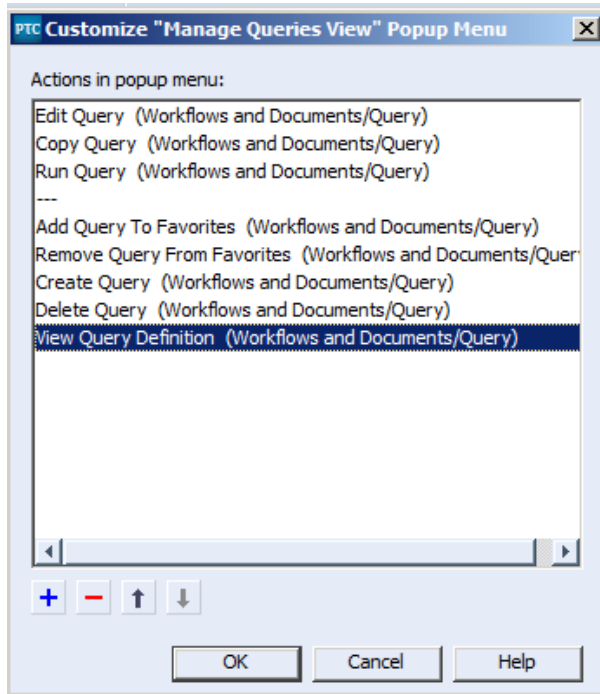 PTC Customize "Manage Queries View" Popup Menu
Actions in popup menu:
Edit Query (Workflows and Documents/Query)
Copy Query (Workflows and Documents/Query)
Run Query (Workflows and Documents/Query)
---
Add Query To Favorites (Workflows and Documents/Query)
Remove Query From Favorites (Workflows and Documents/Quer
Create Query (Workflows and Documents/Query)
Delete Query (Workflows and Documents/Query)
View Query Definition (Workflows and Documents/Query)
OK Cancel Help